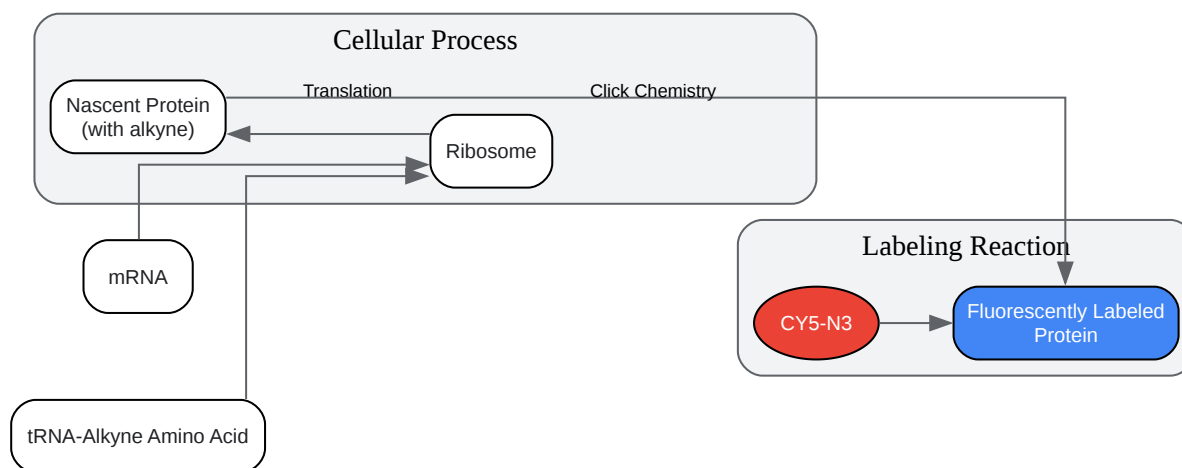 Cellular Process
Nascent Protein
(with alkyne)
Translation
Click Chemistry
Ribosome
mRNA
Labeling Reaction
CY5-N3
Fluorescently Labeled
Protein
tRNA-Alkyne Amino Acid